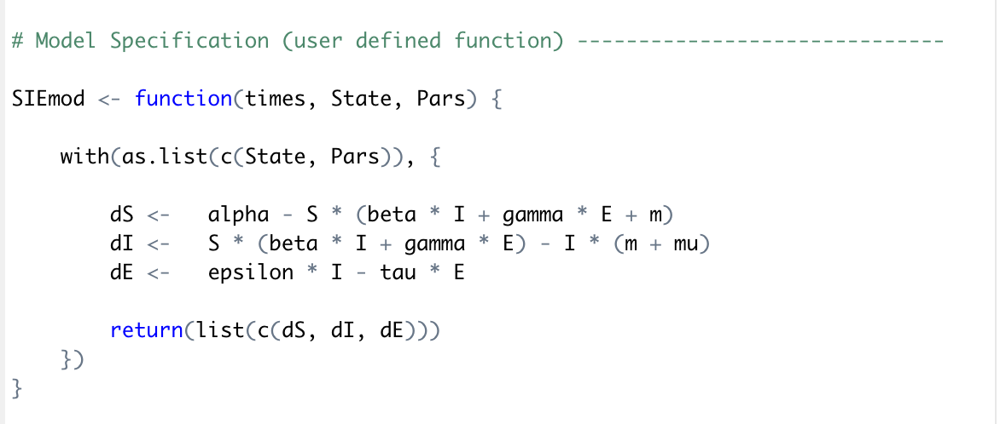 # Model Specification (user defined function) ------------------------------
SIEmod <- function(times, State, Pars) {
    with(as.list(c(State, Pars)), {
        dS <-   alpha - S * (beta * I + gamma * E + m)
        dI <-   S * (beta * I + gamma * E) - I * (m + mu)
        dE <-   epsilon * I - tau * E
        return(list(c(dS, dI, dE)))
    })
}